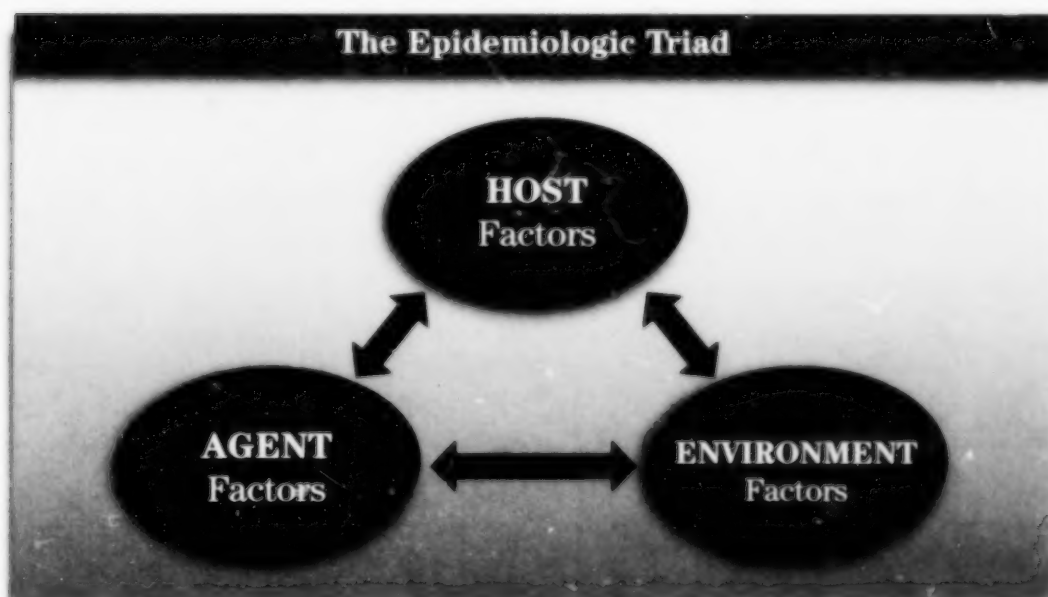 The Epidemiologic Triad
HOST
Factors
AGENT
Factors
ENVIRONMENT
Factors